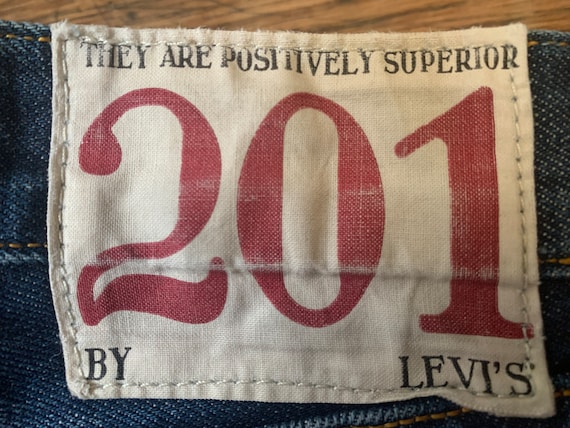 THEY ARE POSITIVELY SUPERIOR
201
BY LEVI'S